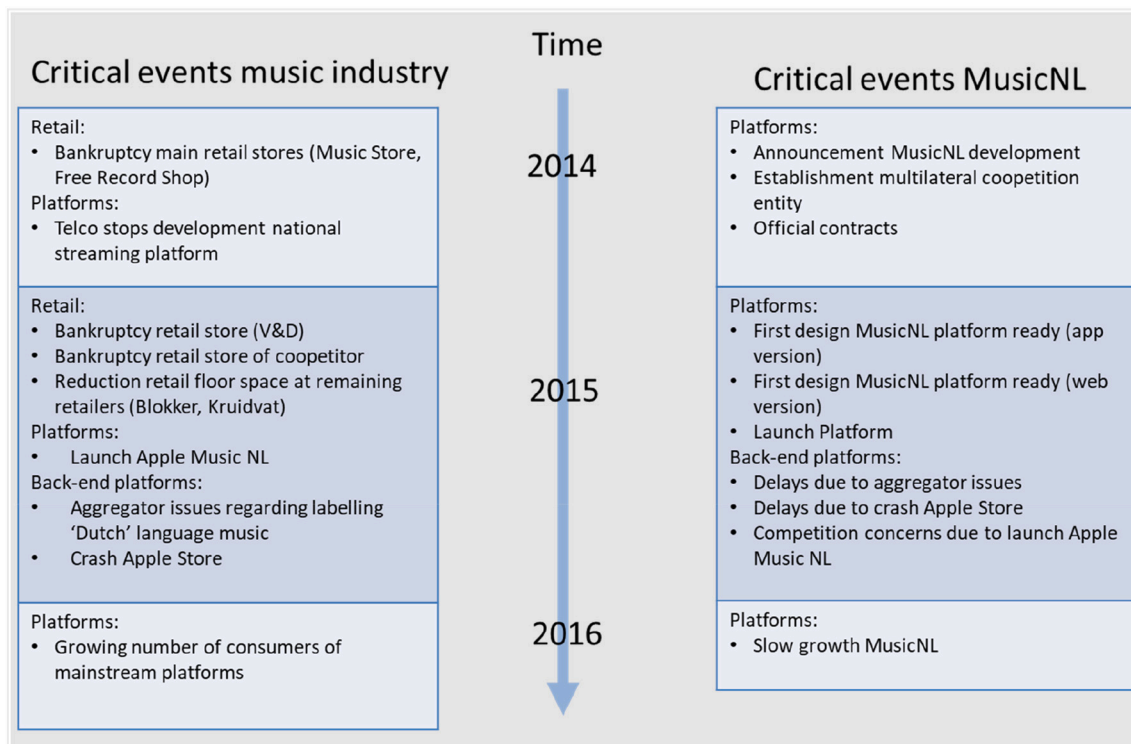 Time
Critical events music industry
Critical events MusicNL
Retail:
• Bankruptcy main retail stores (Music Store,
Free Record Shop)
Platforms:
• Telco stops development national
streaming platform
2014
Platforms:
• Announcement MusicNL development
• Establishment multilateral coopetition
entity
• Official contracts
Retail:
• Bankruptcy retail store (V&D)
• Bankruptcy retail store of coopetitor
• Reduction retail floor space at remaining
retailers (Blokker, Kruidvat)
Platforms:
• Launch Apple Music NL
Back-end platforms:
• Aggregator issues regarding labelling
‘Dutch’ language music
• Crash Apple Store
2015
Platforms:
• First design MusicNL platform ready (app
version)
• First design MusicNL platform ready (web
version)
• Launch Platform
Back-end platforms:
• Delays due to aggregator issues
• Delays due to crash Apple Store
• Competition concerns due to launch Apple
Music NL
Platforms:
• Growing number of consumers of
mainstream platforms
2016
Platforms:
• Slow growth MusicNL